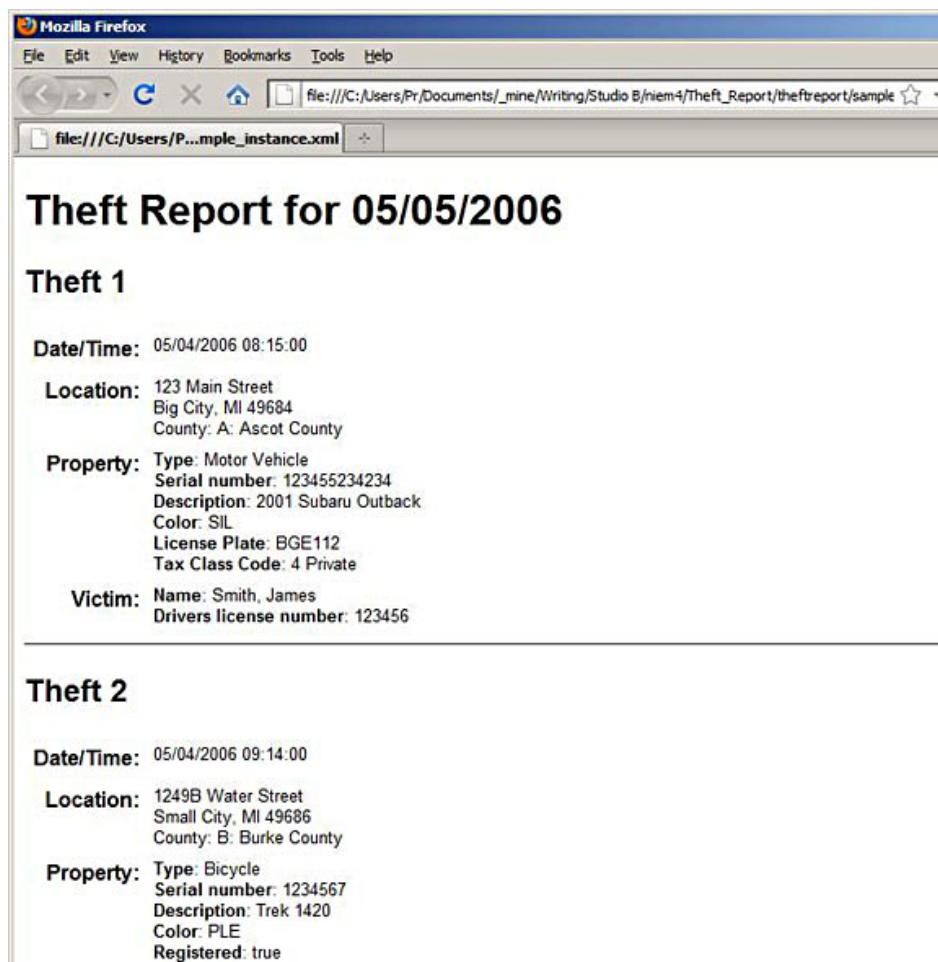 Mozilla Firefox
File Edit View History Bookmarks Tools Help
file:///C:/Users/Pr/Documents/_mine/Writing/Studio B/niem4/Theft_Report/theftreport/sample
file:///C:/Users/P...mple_instance.xml
Theft Report for 05/05/2006
Theft 1
Date/Time: 05/04/2006 08:15:00
Location: 123 Main Street
Big City, MI 49684
County: A: Ascot County
Property: Type: Motor Vehicle
Serial number: 123455234234
Description: 2001 Subaru Outback
Color: SIL
License Plate: BGE112
Tax Class Code: 4 Private
Victim: Name: Smith, James
Drivers license number: 123456
Theft 2
Date/Time: 05/04/2006 09:14:00
Location: 1249B Water Street
Small City, MI 49686
County: B: Burke County
Property: Type: Bicycle
Serial number: 1234567
Description: Trek 1420
Color: PLE
Registered: true